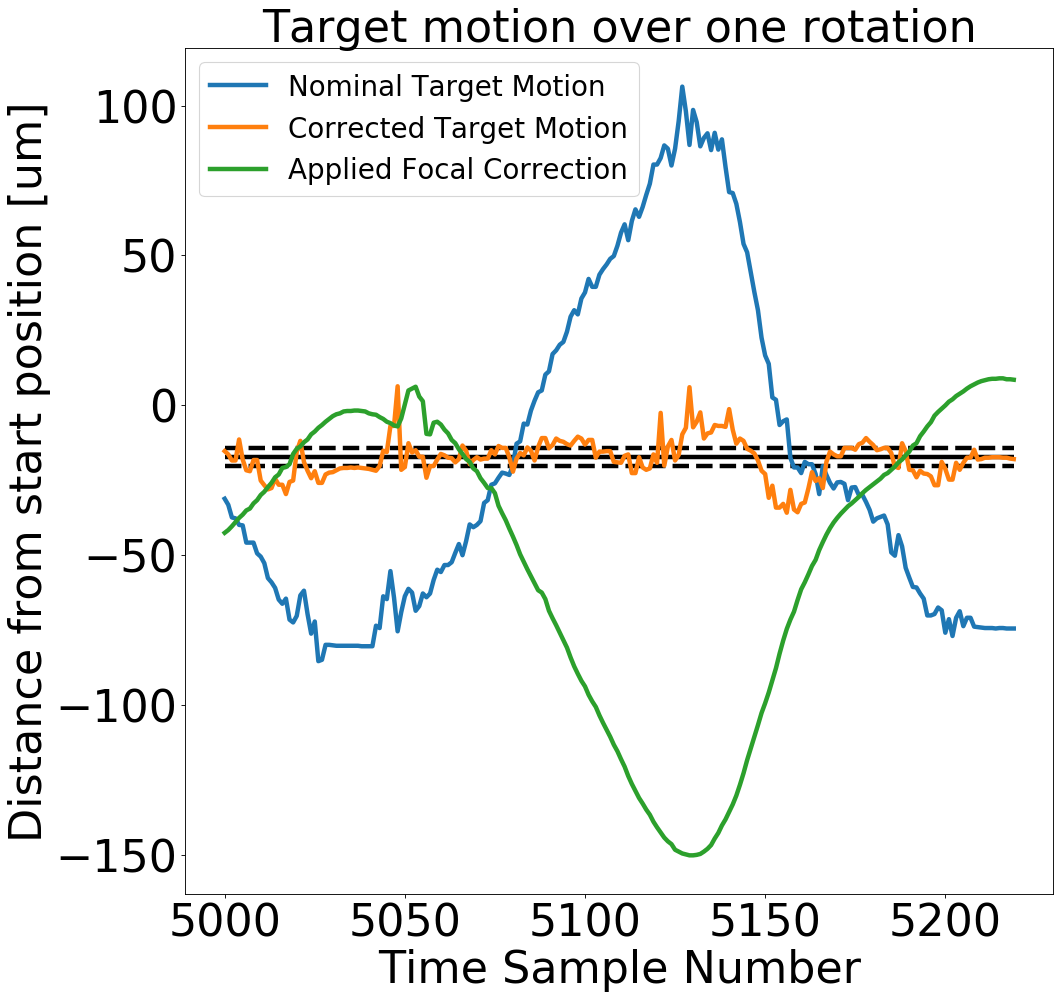 Target motion over one rotation
Nominal Target Motion
Corrected Target Motion
Applied Focal Correction
Distance from start position [um]
100
50
0
−50
−100
−150
5000 5050 5100 5150 5200
Time Sample Number